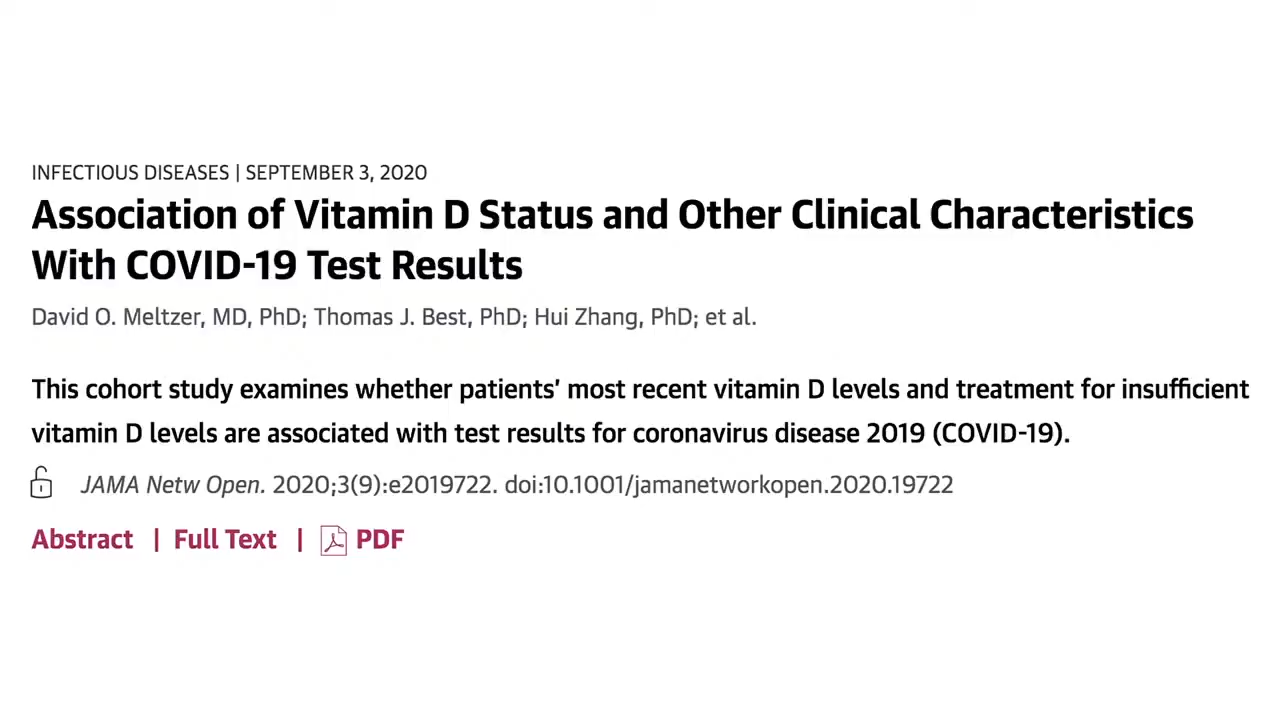 INFECTIOUS DISEASES | SEPTEMBER 3, 2020
Association of Vitamin D Status and Other Clinical Characteristics
With COVID-19 Test Results
David O. Meltzer, MD, PhD; Thomas J. Best, PhD; Hui Zhang, PhD; et al.
This cohort study examines whether patients’ most recent vitamin D levels and treatment for insufficient
vitamin D levels are associated with test results for coronavirus disease 2019 (COVID-19).
JAMA Netw Open. 2020;3(9):e2019722. doi:10.1001/jamanetworkopen.2020.19722
Abstract | Full Text | PDF